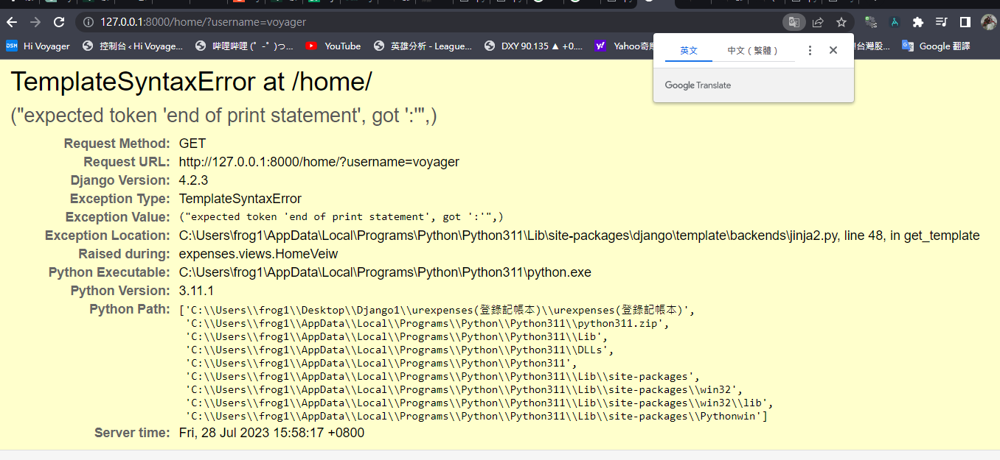 127.0.0.1:8000/home/?username=voyager
Hi Voyager
控制台 ‹ Hi Voyage...
哔哩哔哩 (゜-゜)つ...
YouTube
英雄分析 - League...
DXY 90.135 ▲ +0....
Yahoo奇
台灣股...
Google 翻譯
英文
中文 ( 繁體 )
Google Translate
TemplateSyntaxError at /home/
("expected token 'end of print statement', got ':'",)
Request Method: GET
Request URL: http://127.0.0.1:8000/home/?username=voyager
Django Version: 4.2.3
Exception Type: TemplateSyntaxError
Exception Value: ("expected token 'end of print statement', got ':'",)
Exception Location: C:\Users\frog1\AppData\Local\Programs\Python\Python311\Lib\site-packages\django\template\backends\jinja2.py, line 48, in get_template
Raised during: expenses.views.HomeVeiw
Python Executable: C:\Users\frog1\AppData\Local\Programs\Python\Python311\python.exe
Python Version: 3.11.1
Python Path: ['C:\\Users\\frog1\\Desktop\\Django1\\urexpenses(登錄記帳本)\\urexpenses(登錄記帳本)',
'C:\\Users\\frog1\\AppData\\Local\\Programs\\Python\\Python311\\python311.zip',
'C:\\Users\\frog1\\AppData\\Local\\Programs\\Python\\Python311\\Lib',
'C:\\Users\\frog1\\AppData\\Local\\Programs\\Python\\Python311\\DLLs',
'C:\\Users\\frog1\\AppData\\Local\\Programs\\Python\\Python311',
'C:\\Users\\frog1\\AppData\\Local\\Programs\\Python\\Python311\\Lib\\site-packages',
'C:\\Users\\frog1\\AppData\\Local\\Programs\\Python\\Python311\\Lib\\site-packages\\win32',
'C:\\Users\\frog1\\AppData\\Local\\Programs\\Python\\Python311\\Lib\\site-packages\\win32\\lib',
'C:\\Users\\frog1\\AppData\\Local\\Programs\\Python\\Python311\\Lib\\site-packages\\Pythonwin']
Server time: Fri, 28 Jul 2023 15:58:17 +0800